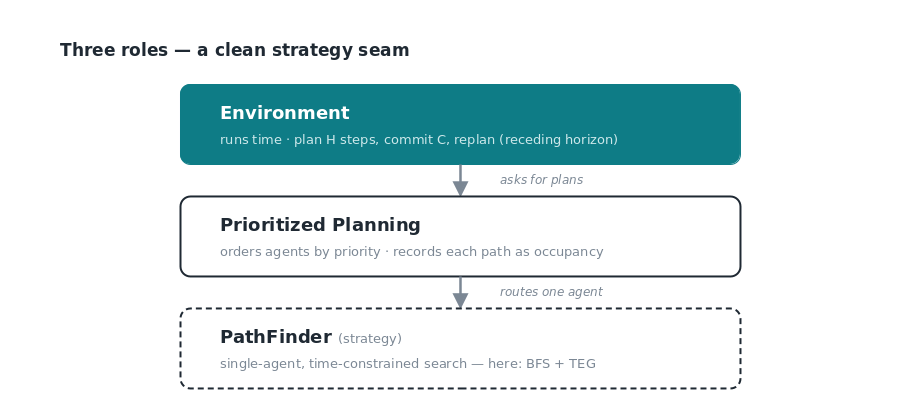 Three roles — a clean strategy seam
Environment
runs time · plan H steps, commit C, replan (receding horizon)
asks for plans
Prioritized Planning
orders agents by priority · records each path as occupancy
routes one agent
PathFinder (strategy)
single-agent, time-constrained search — here: BFS + TEG